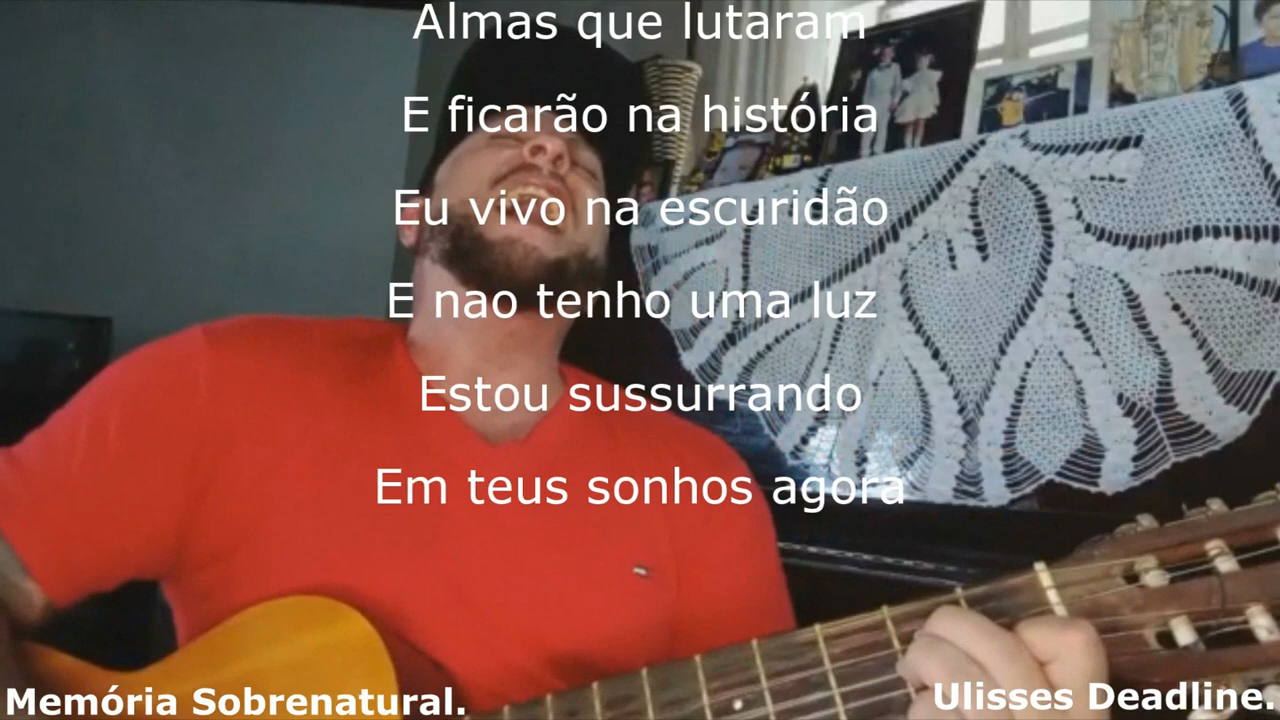 Almas que lutaram
E ficarão na história
Eu vivo na escuridão
E nao tenho uma luz
Estou sussurrando
Em teus sonhos agora
Memória Sobrenatural.
Ulisses Deadline.